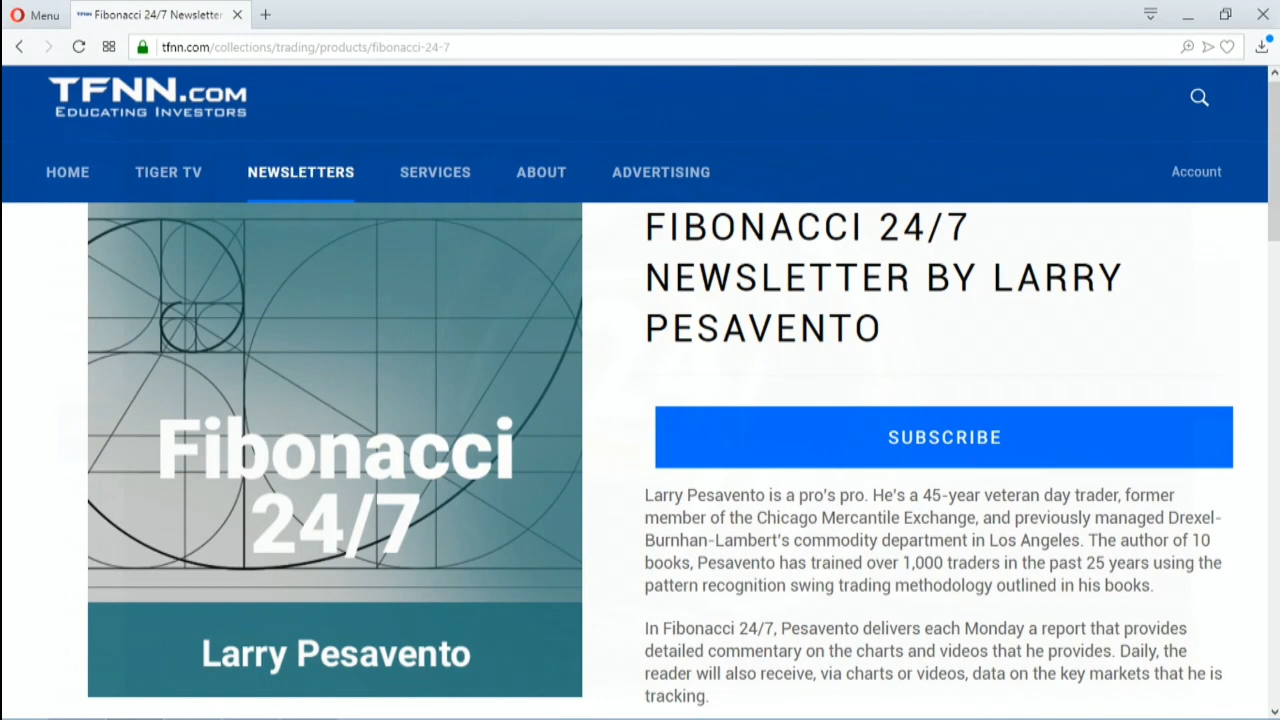 Menu
Fibonacci 24/7 Newsletter
tfnn.com/collections/trading/products/fibonacci-24-7
TFNN.COM
EDUCATING INVESTORS
HOME TIGER TV NEWSLETTERS SERVICES ABOUT ADVERTISING Account
Fibonacci
24/7
Larry Pesavento
FIBONACCI 24/7
NEWSLETTER BY LARRY
PESAVENTO
SUBSCRIBE
Larry Pesavento is a pro's pro. He's a 45-year veteran day trader, former
member of the Chicago Mercantile Exchange, and previously managed Drexel-
Burnhan-Lambert's commodity department in Los Angeles. The author of 10
books, Pesavento has trained over 1,000 traders in the past 25 years using the
pattern recognition swing trading methodology outlined in his books.
In Fibonacci 24/7, Pesavento delivers each Monday a report that provides
detailed commentary on the charts and videos that he provides. Daily, the
reader will also receive, via charts or videos, data on the key markets that he is
tracking.